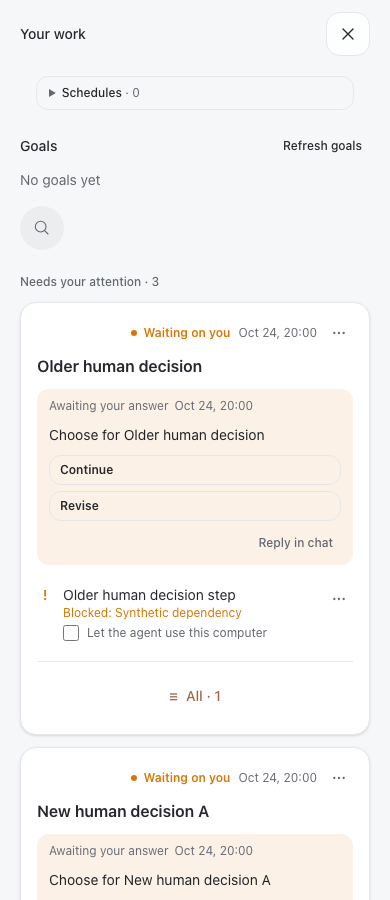 Your work
Schedules · 0
Goals
Refresh goals
No goals yet
Needs your attention · 3
Waiting on you Oct 24, 20:00
Older human decision
Awaiting your answer Oct 24, 20:00
Choose for Older human decision
Continue
Revise
Reply in chat
! Older human decision step
Blocked: Synthetic dependency
Let the agent use this computer
All · 1
Waiting on you Oct 24, 20:00
New human decision A
Awaiting your answer Oct 24, 20:00
Choose for New human decision A